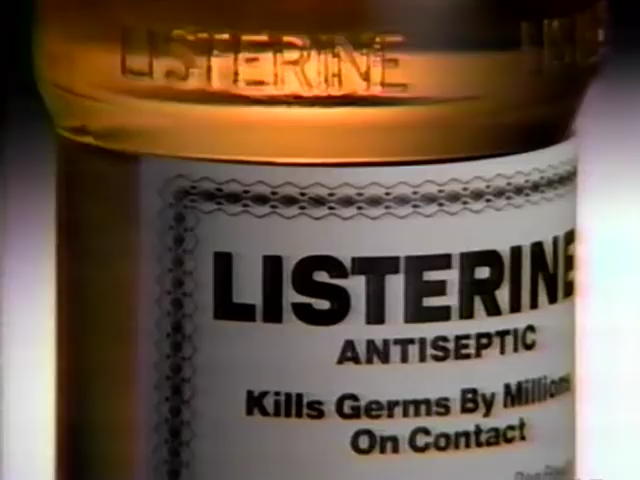 LISTERINE
LISTERINE
ANTISEPTIC
Kills Germs By Millions
On Contact